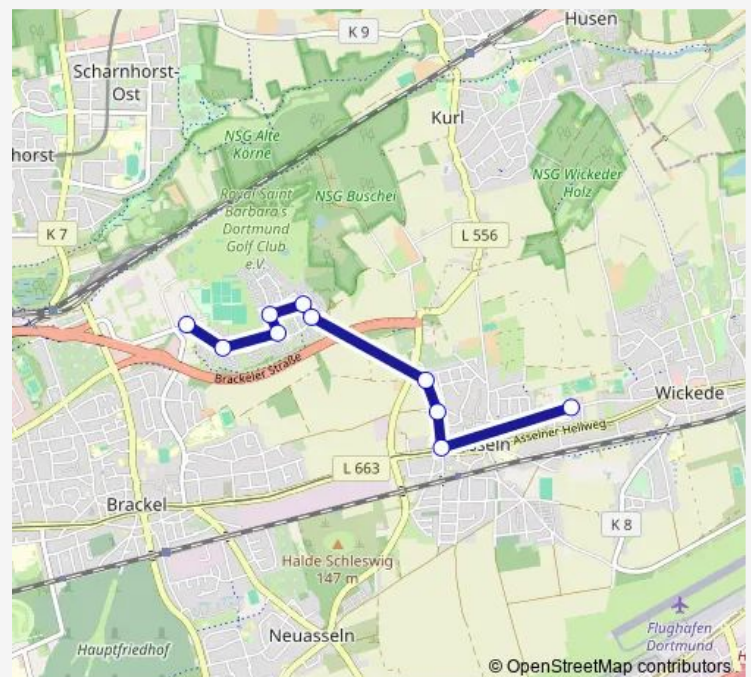 Husen
K 9
Scharnhorst-
Ost
Kurl
NSG Alte
Körne
horst
NSG Wickeder
Holz
Royal Saint
Barbara's
Dortmund
Golf Club
e.V.
NSG Buschei
K 7
L 556
Brackeler Straße
Wickede
Asselner Hellweg
sseln
L 663
Brackel
K 8
Halde Schleswig
147 m
Flughafen
Dortmund
Neuasseln
Hauptfriedhof
H
© OpenStreetMap contributors